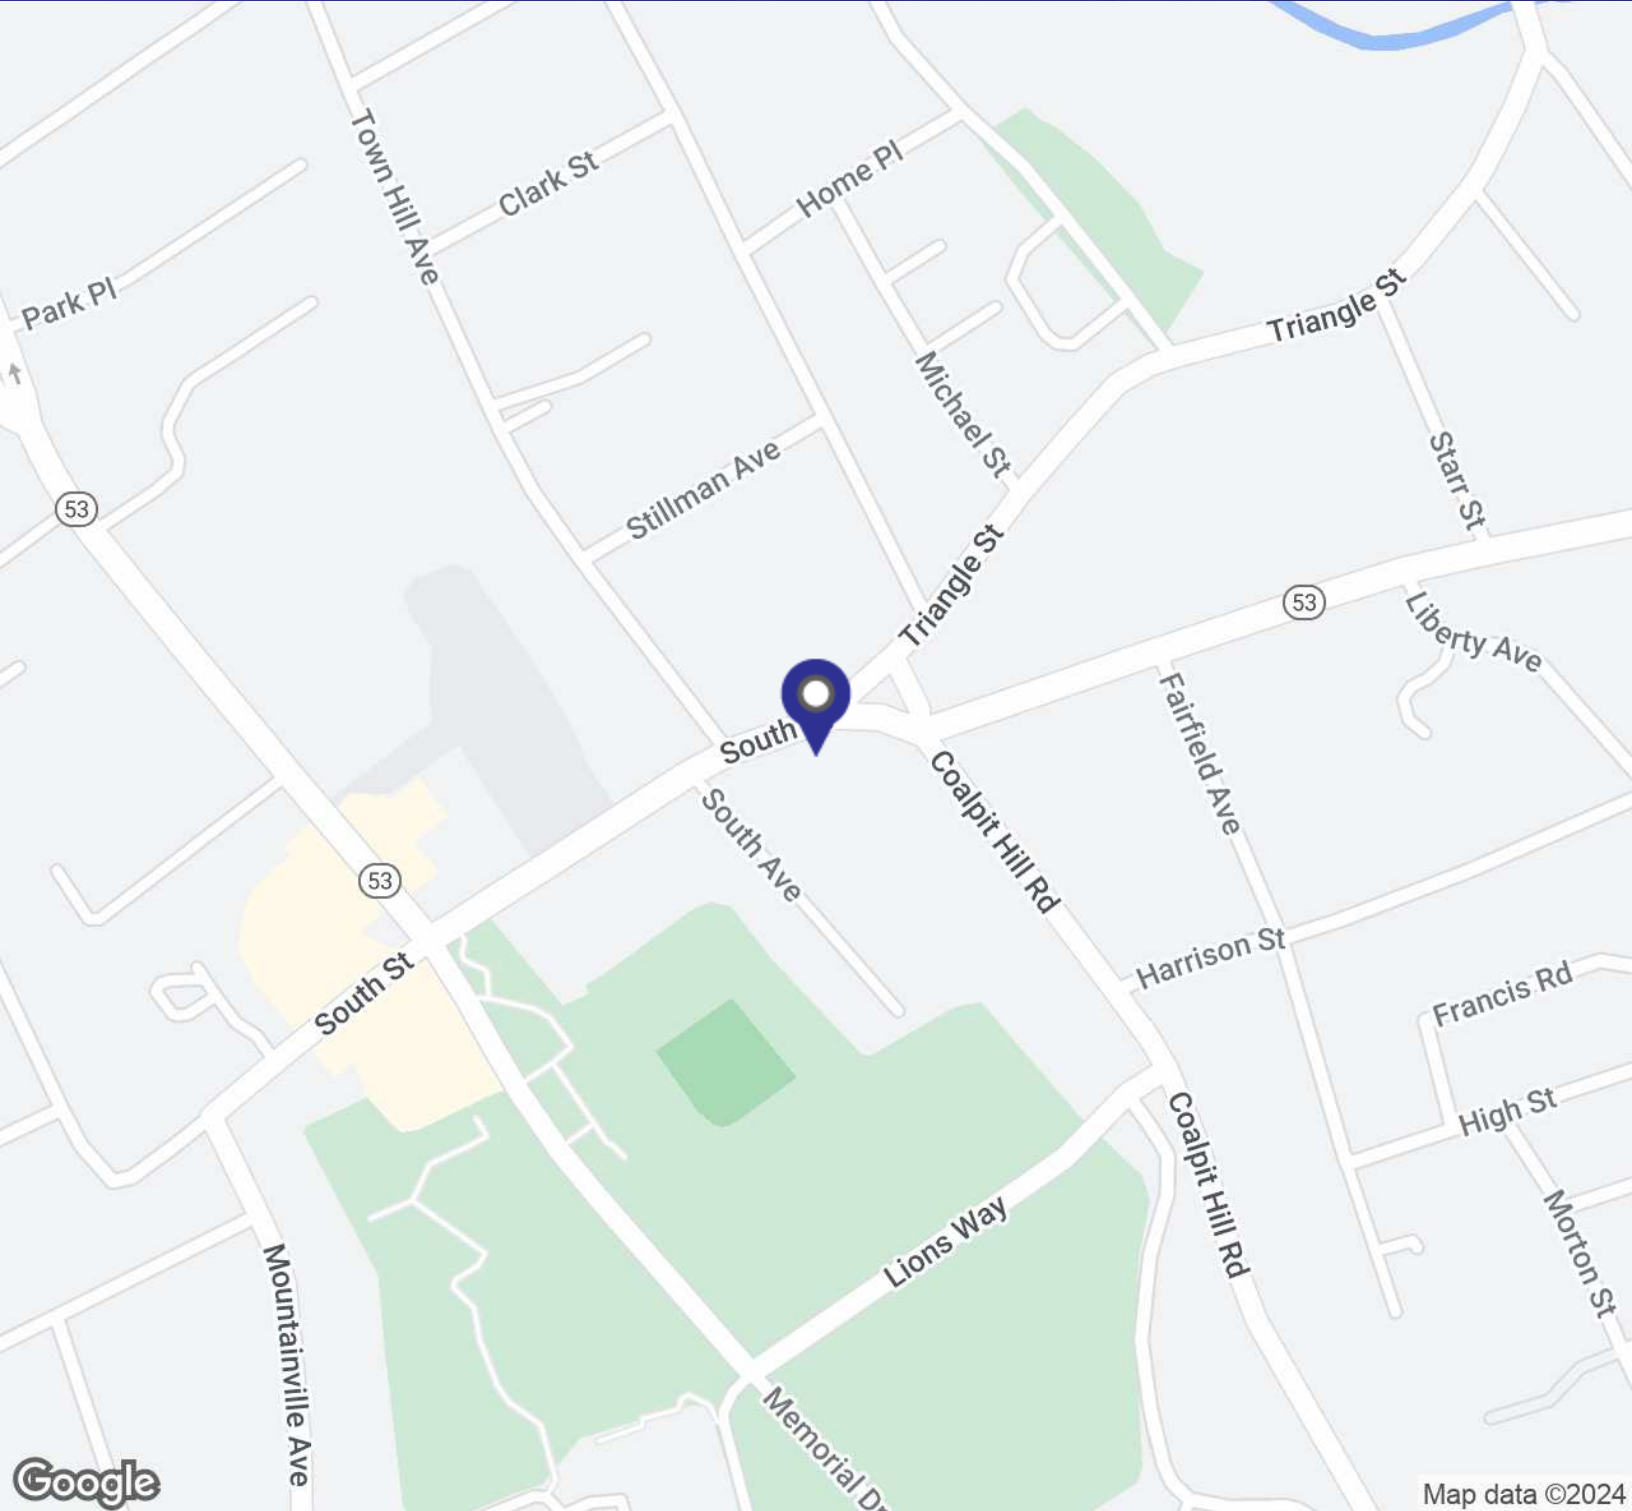 Town Hill Ave
Clark St
Home Pl
Park Pl
Triangle St
Michael St
Starr St
Stillman Ave
53
Triangle St
53
Liberty Ave
South
Fairfield Ave
South Ave
Coalpit Hill Rd
53
Harrison St
South St
Francis Rd
High St
Coalpit Hill Rd
Lions Way
Morton St
Mountainville Ave
Memorial Dr
Google
Map data ©2024